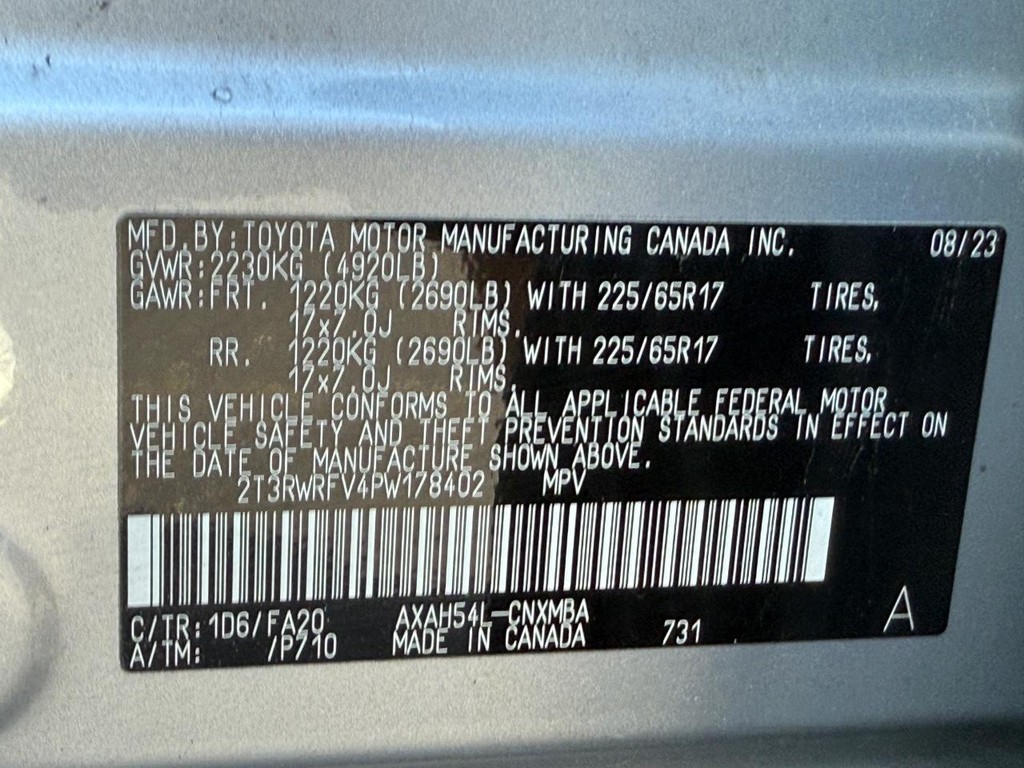 MFD.BY:TOYOTA MOTOR MANUFACTURING CANADA INC. 08/23
GVWR:2230KG (4920LB)
GAWR:FRT. 1220KG (2690LB) WITH 225/65R17 TIRES,
17x7.0J RIMS.
RR. 1220KG (2690LB) WITH 225/65R17 TIRES,
17x7.0J RIMS.
THIS VEHICLE CONFORMS TO ALL APPLICABLE FEDERAL MOTOR
VEHICLE SAFETY AND THEFT PREVENTION STANDARDS IN EFFECT ON
THE DATE OF MANUFACTURE SHOWN ABOVE.
2T3RWRFV4PW178402 MPV
C/TR:1D6/FA20 AXAH54L-CNXMBA
A/TM: /P710 MADE IN CANADA 731 A